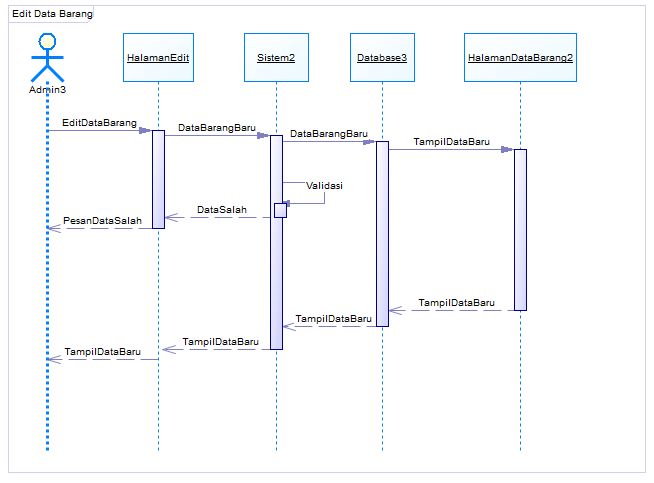 Edit Data Barang
HalamanEdit
Sistem2
Database3
HalamanDataBarang2
Admin3
EditDataBarang
DataBarangBaru
DataBarangBaru
TampilDataBaru
Validasi
DataSalah
PesanDataSalah
TampilDataBaru
TampilDataBaru
TampilDataBaru
TampilDataBaru